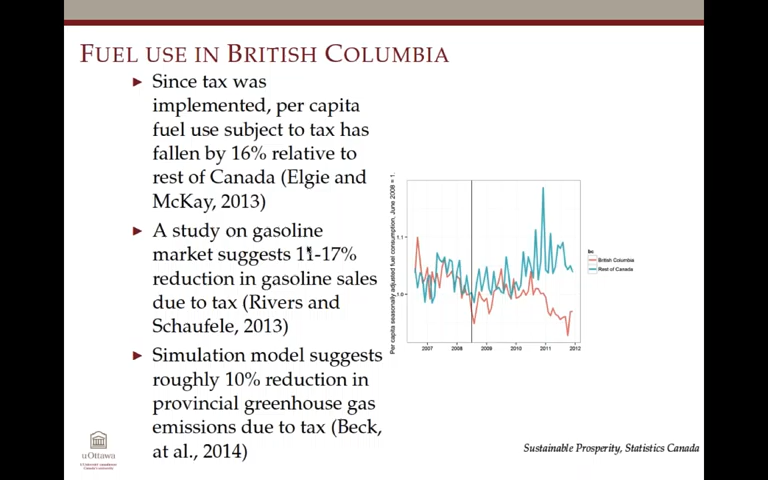 FUEL USE IN BRITISH COLUMBIA
► Since tax was
implemented, per capita
fuel use subject to tax has
fallen by 16% relative to
rest of Canada (Elgie and
McKay, 2013)
► A study on gasoline
market suggests 11-17%
reduction in gasoline sales
due to tax (Rivers and
Schaufele, 2013)
► Simulation model suggests
roughly 10% reduction in
provincial greenhouse gas
emissions due to tax (Beck,
at al., 2014)
Per capita seasonally adjusted fuel consumption, June 2008 = 1.
1.1
1.0
2007 2008 2009 2010 2011 2012
British Columbia
Rest of Canada
Sustainable Prosperity, Statistics Canada
uOttawa